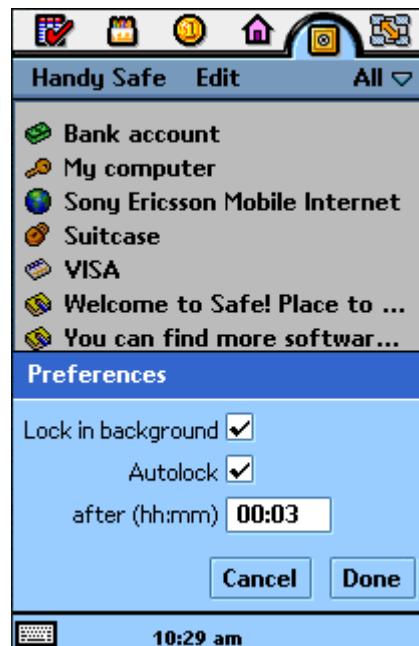 Handy Safe Edit All
Bank account
My computer
Sony Ericsson Mobile Internet
Suitcase
VISA
Welcome to Safe! Place to ...
You can find more softwar...
Preferences
Lock in background
Autolock
after (hh:mm) 00:03
Cancel Done
10:29 am